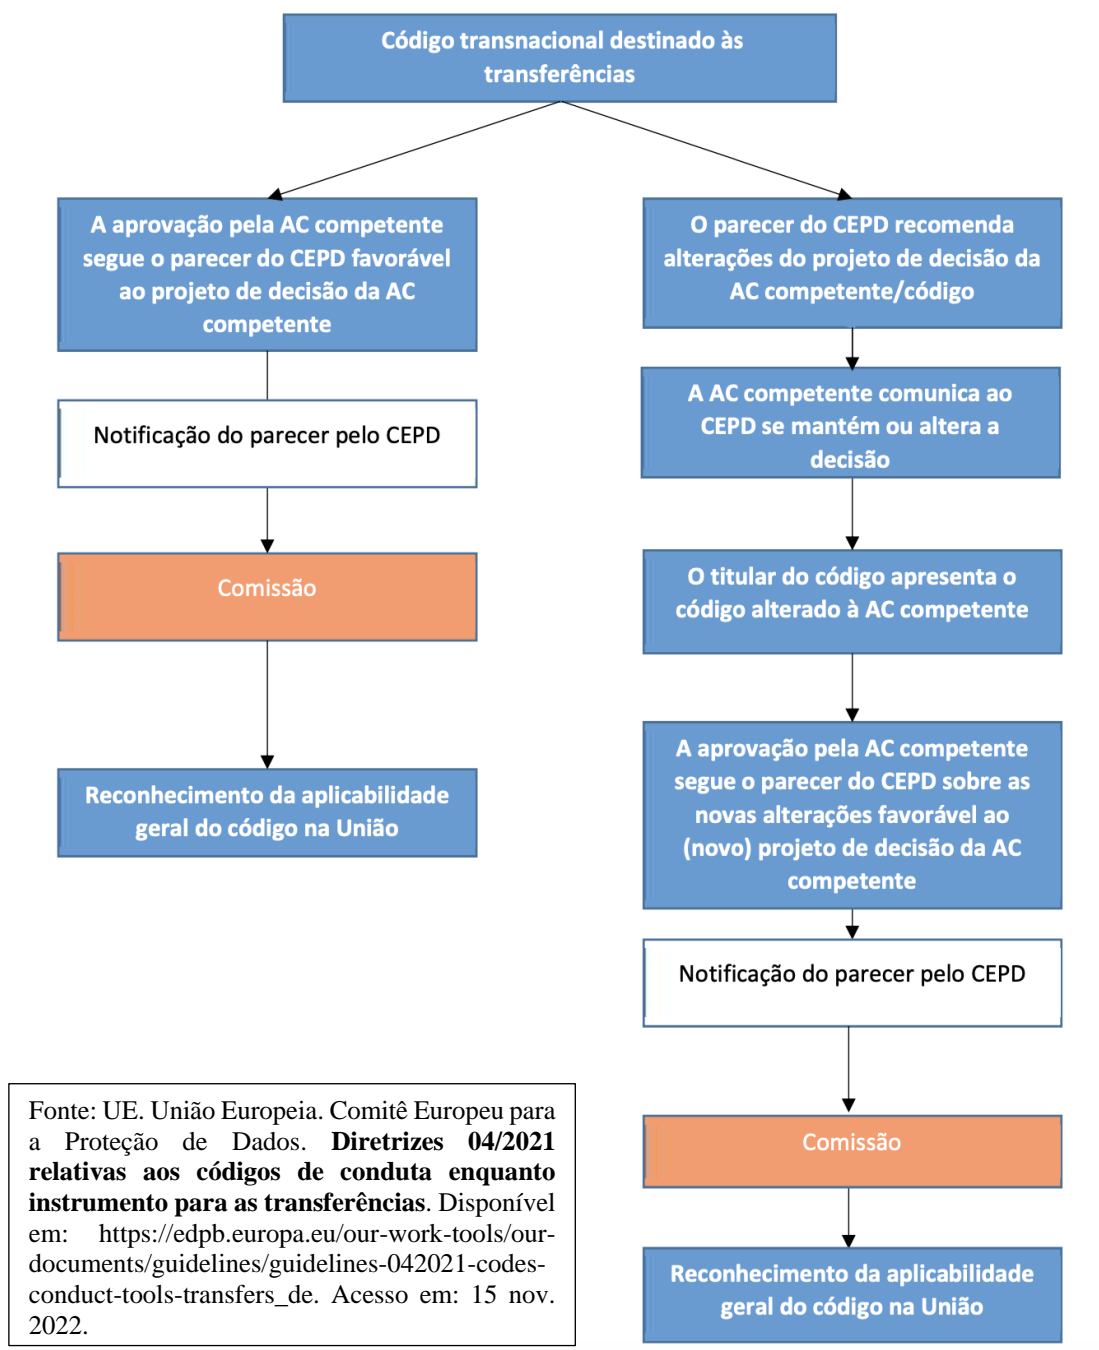 Código transnacional destinado às
transferências
A aprovação pela AC competente
segue o parecer do CEPD favorável
ao projeto de decisão da AC
competente
Notificação do parecer pelo CEPD
Comissão
Reconhecimento da aplicabilidade
geral do código na União
O parecer do CEPD recomenda
alterações do projeto de decisão da
AC competente/código
A AC competente comunica ao
CEPD se mantém ou altera a
decisão
O titular do código apresenta o
código alterado à AC competente
A aprovação pela AC competente
segue o parecer do CEPD sobre as
novas alterações favorável ao
(novo) projeto de decisão da AC
competente
Notificação do parecer pelo CEPD
Comissão
Reconhecimento da aplicabilidade
geral do código na União
Fonte: UE. União Europeia. Comitê Europeu para
a Proteção de Dados. Diretrizes 04/2021
relativas aos códigos de conduta enquanto
instrumento para as transferências. Disponível
em: https://edpb.europa.eu/our-work-tools/our-
documents/guidelines/guidelines-042021-codes-
conduct-tools-transfers_de. Acesso em: 15 nov.
2022.